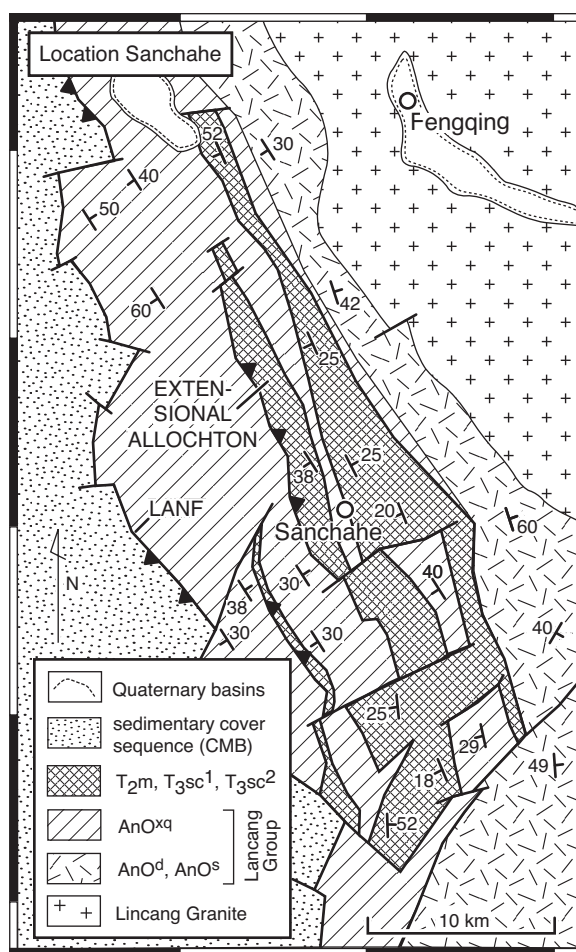 Location Sanchahe
Fengqing
52
30
40
50
42
60
25
EXTEN-
SIONAL
ALLOCHTON
25
38
20
LANF
Sanchahe
60
N
30
40
38
30
30
40
25
29
18
49
52
Quaternary basins
sedimentary cover
sequence (CMB)
T₂m, T₃sc¹, T₃sc²
AnOˣᑫ
AnOᵈ, AnOˢ
Lancang
Group
Lincang Granite
10 km